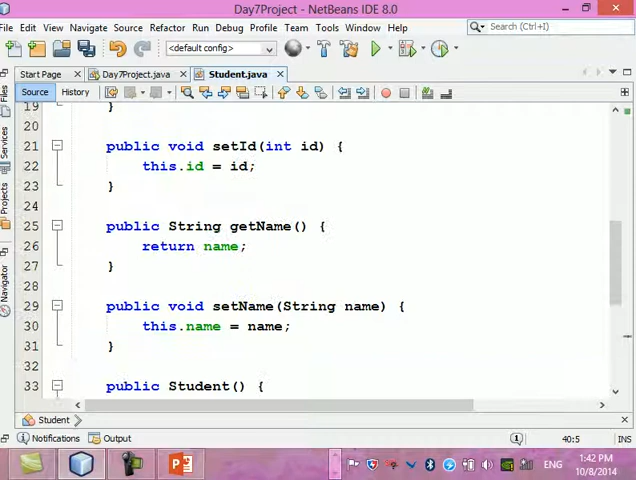 Day7Project - NetBeans IDE 8.0
File Edit View Navigate Source Refactor Run Debug Profile Team Tools Window Help
Search (Ctrl+I)
<default config>
Start Page Day7Project.java Student.java
Source History
Files
Services
Projects
Navigator
19 }
20
21 public void setId(int id) {
22 this.id = id;
23 }
24
25 public String getName() {
26 return name;
27 }
28
29 public void setName(String name) {
30 this.name = name;
31 }
32
33 public Student() {
Student
Notifications Output
1
40:5 INS
ENG
1:42 PM
10/8/2014